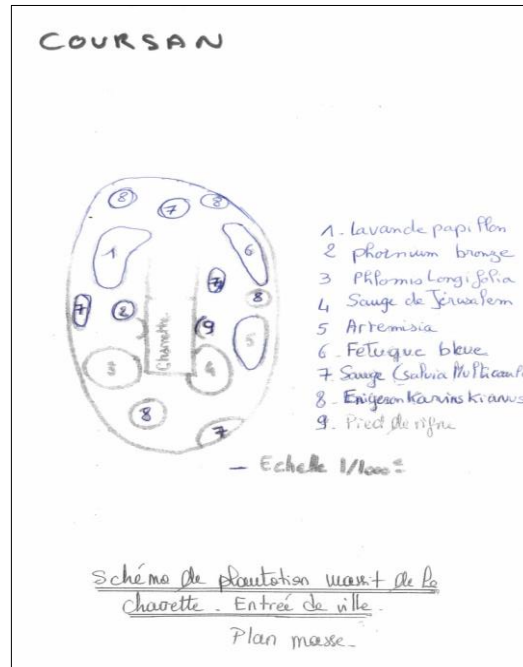 COURSAN
8
8
7
1
6
7
8
7
2
9
5
3
Charrette
8
7
1 - Lavande papillon
2 phormium bronze
3 Phlomis Longifolia
4 Sauge de Jérusalem
5 Artemisia
6 - Fetuque bleue
7 - Sauge (salvia
8 - Erigeron Karvinskianus
9 - Pied de vigne
- Echelle 1/1000e
Schéma de plantation massif de la
charette. Entrée de ville.
Plan masse.